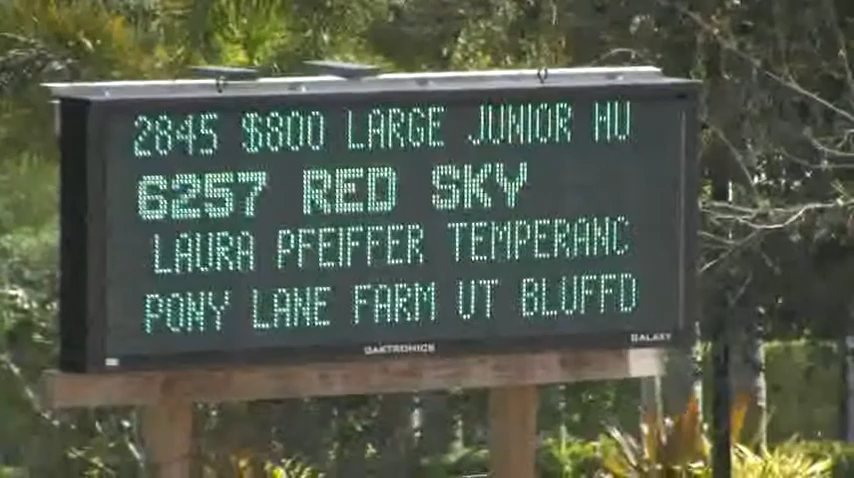 2845 $800 LARGE JUNIOR HU
6257 RED SKY
LAURA PFEIFFER TEMPERANC
PONY LANE FARM UT BLUFFD
DAKTRONICS
GALAXY